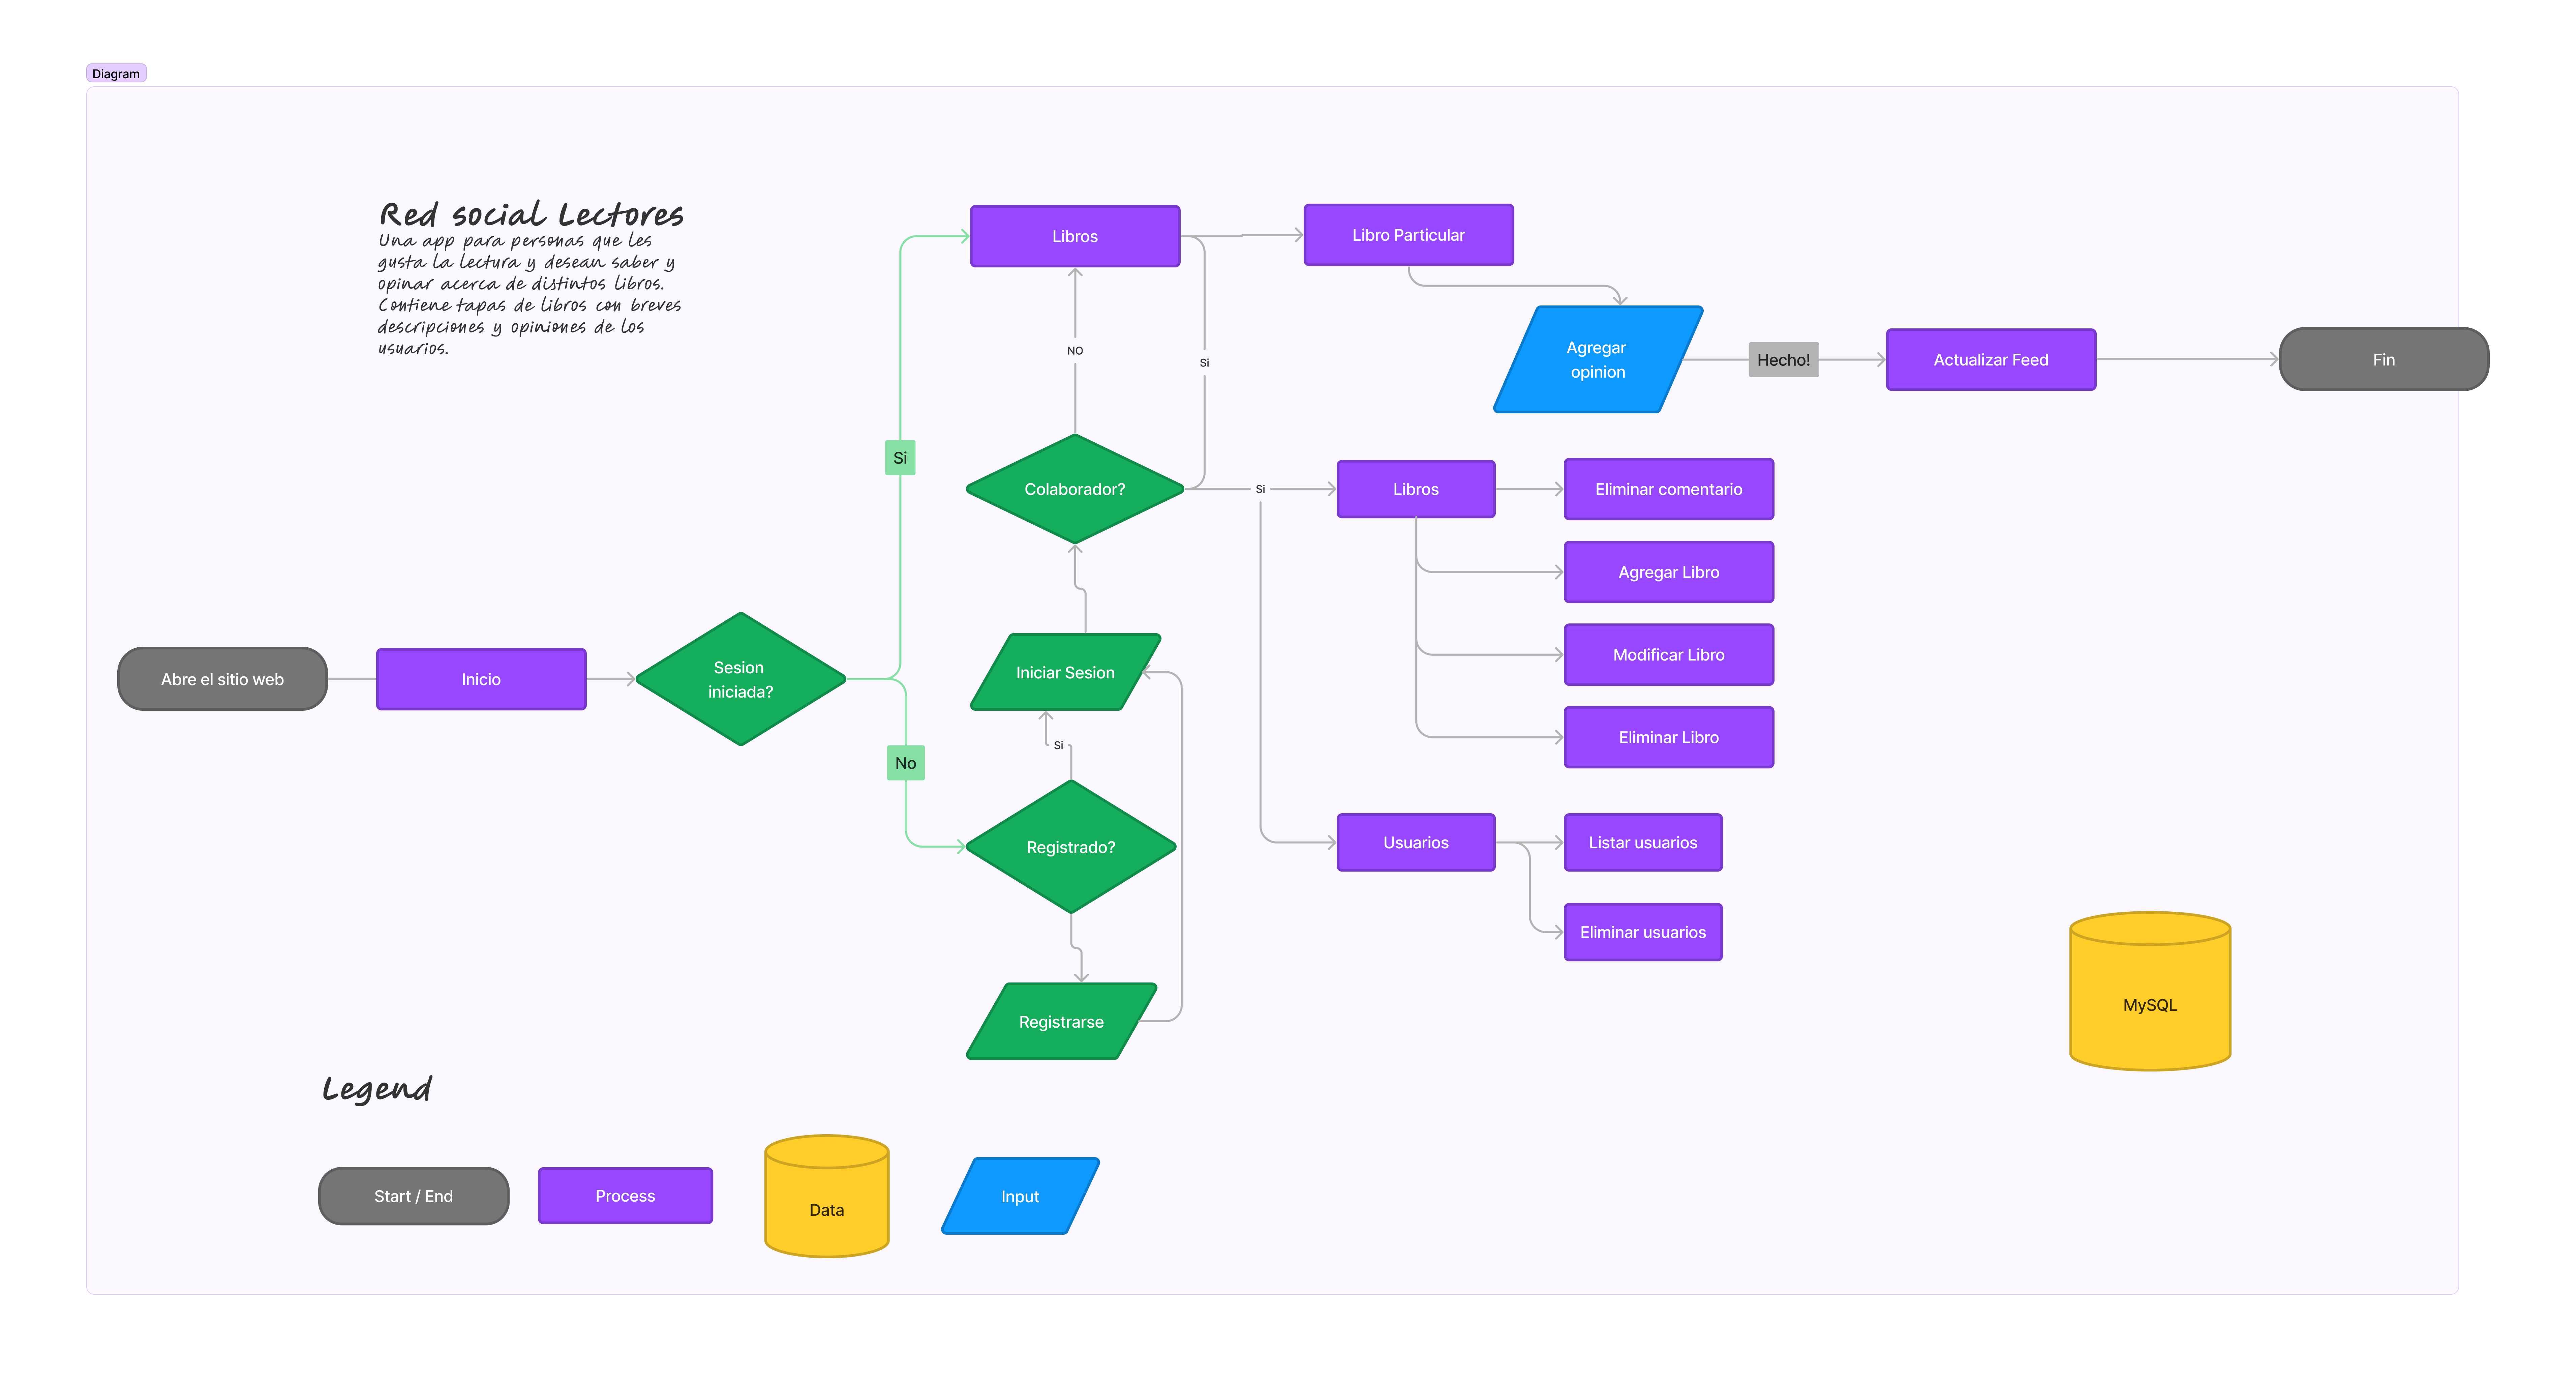 Diagram
Red social Lectores
Una app para personas que les
gusta la lectura y desean saber y
opinar acerca de distintos libros.
Contiene tapas de libros con breves
descripciones y opiniones de los
usuarios.
Libros
Libro Particular
Agregar
opinion
Hecho!
Actualizar Feed
Fin
NO
Si
Si
Colaborador?
Si
Libros
Eliminar comentario
Agregar Libro
Modificar Libro
Eliminar Libro
Abre el sitio web
Inicio
Sesion
iniciada?
Iniciar Sesion
Si
No
Registrado?
Usuarios
Listar usuarios
Eliminar usuarios
Registrarse
MySQL
Legend
Start / End
Process
Data
Input